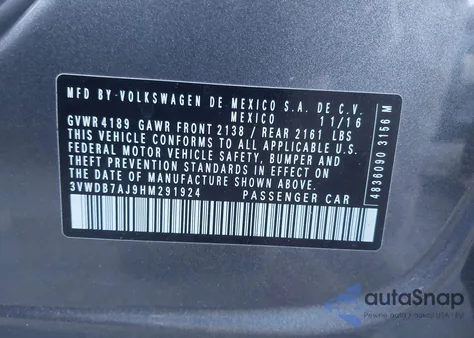 MFD BY-VOLKSWAGEN DE MEXICO S.A. DE C.V.
MEXICO 11/16
GVWR4189 GAWR FRONT 2138 / REAR 2161 LBS
THIS VEHICLE CONFORMS TO ALL APPLICABLE U.S.
FEDERAL MOTOR VEHICLE SAFETY, BUMPER AND
THEFT PREVENTION STANDARDS IN EFFECT ON
THE DATE OF MANUFACTURE SHOWN ABOVE.
3VWDB7AJ9HM291924 PASSENGER CAR
4838090 3156 M
autoSnap